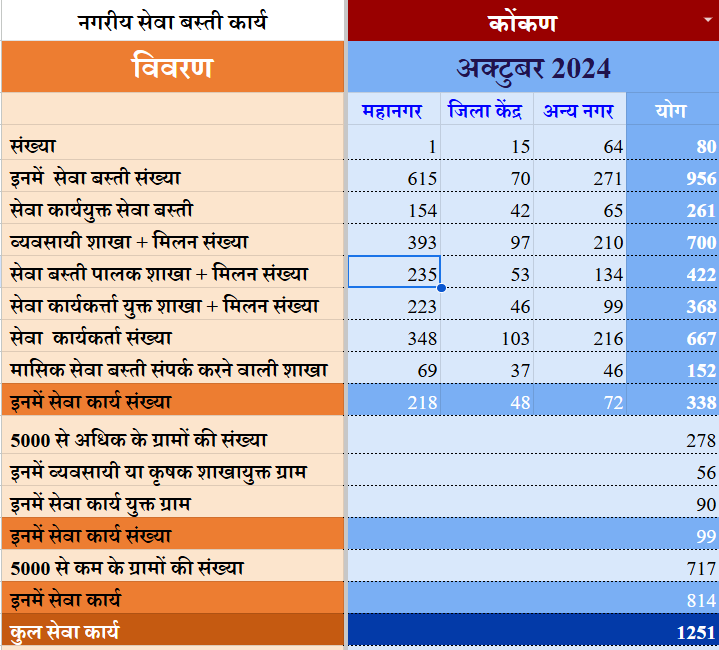 नगरीय सेवा बस्ती कार्य कोंकण
विवरण अक्टुबर 2024
महानगर जिला केंद्र अन्य नगर योग
संख्या 1 15 64 80
इनमें सेवा बस्ती संख्या 615 70 271 956
सेवा कार्ययुक्त सेवा बस्ती 154 42 65 261
व्यवसायी शाखा + मिलन संख्या 393 97 210 700
सेवा बस्ती पालक शाखा + मिलन संख्या 235 53 134 422
सेवा कार्यकर्त्ता युक्त शाखा + मिलन संख्या 223 46 99 368
सेवा कार्यकर्ता संख्या 348 103 216 667
मासिक सेवा बस्ती संपर्क करने वाली शाखा 69 37 46 152
इनमें सेवा कार्य संख्या 218 48 72 338
5000 से अधिक के ग्रामों की संख्या 278
इनमें व्यवसायी या कृषक शाखायुक्त ग्राम 56
इनमें सेवा कार्य युक्त ग्राम 90
इनमें सेवा कार्य संख्या 99
5000 से कम के ग्रामों की संख्या 717
इनमें सेवा कार्य 814
कुल सेवा कार्य 1251